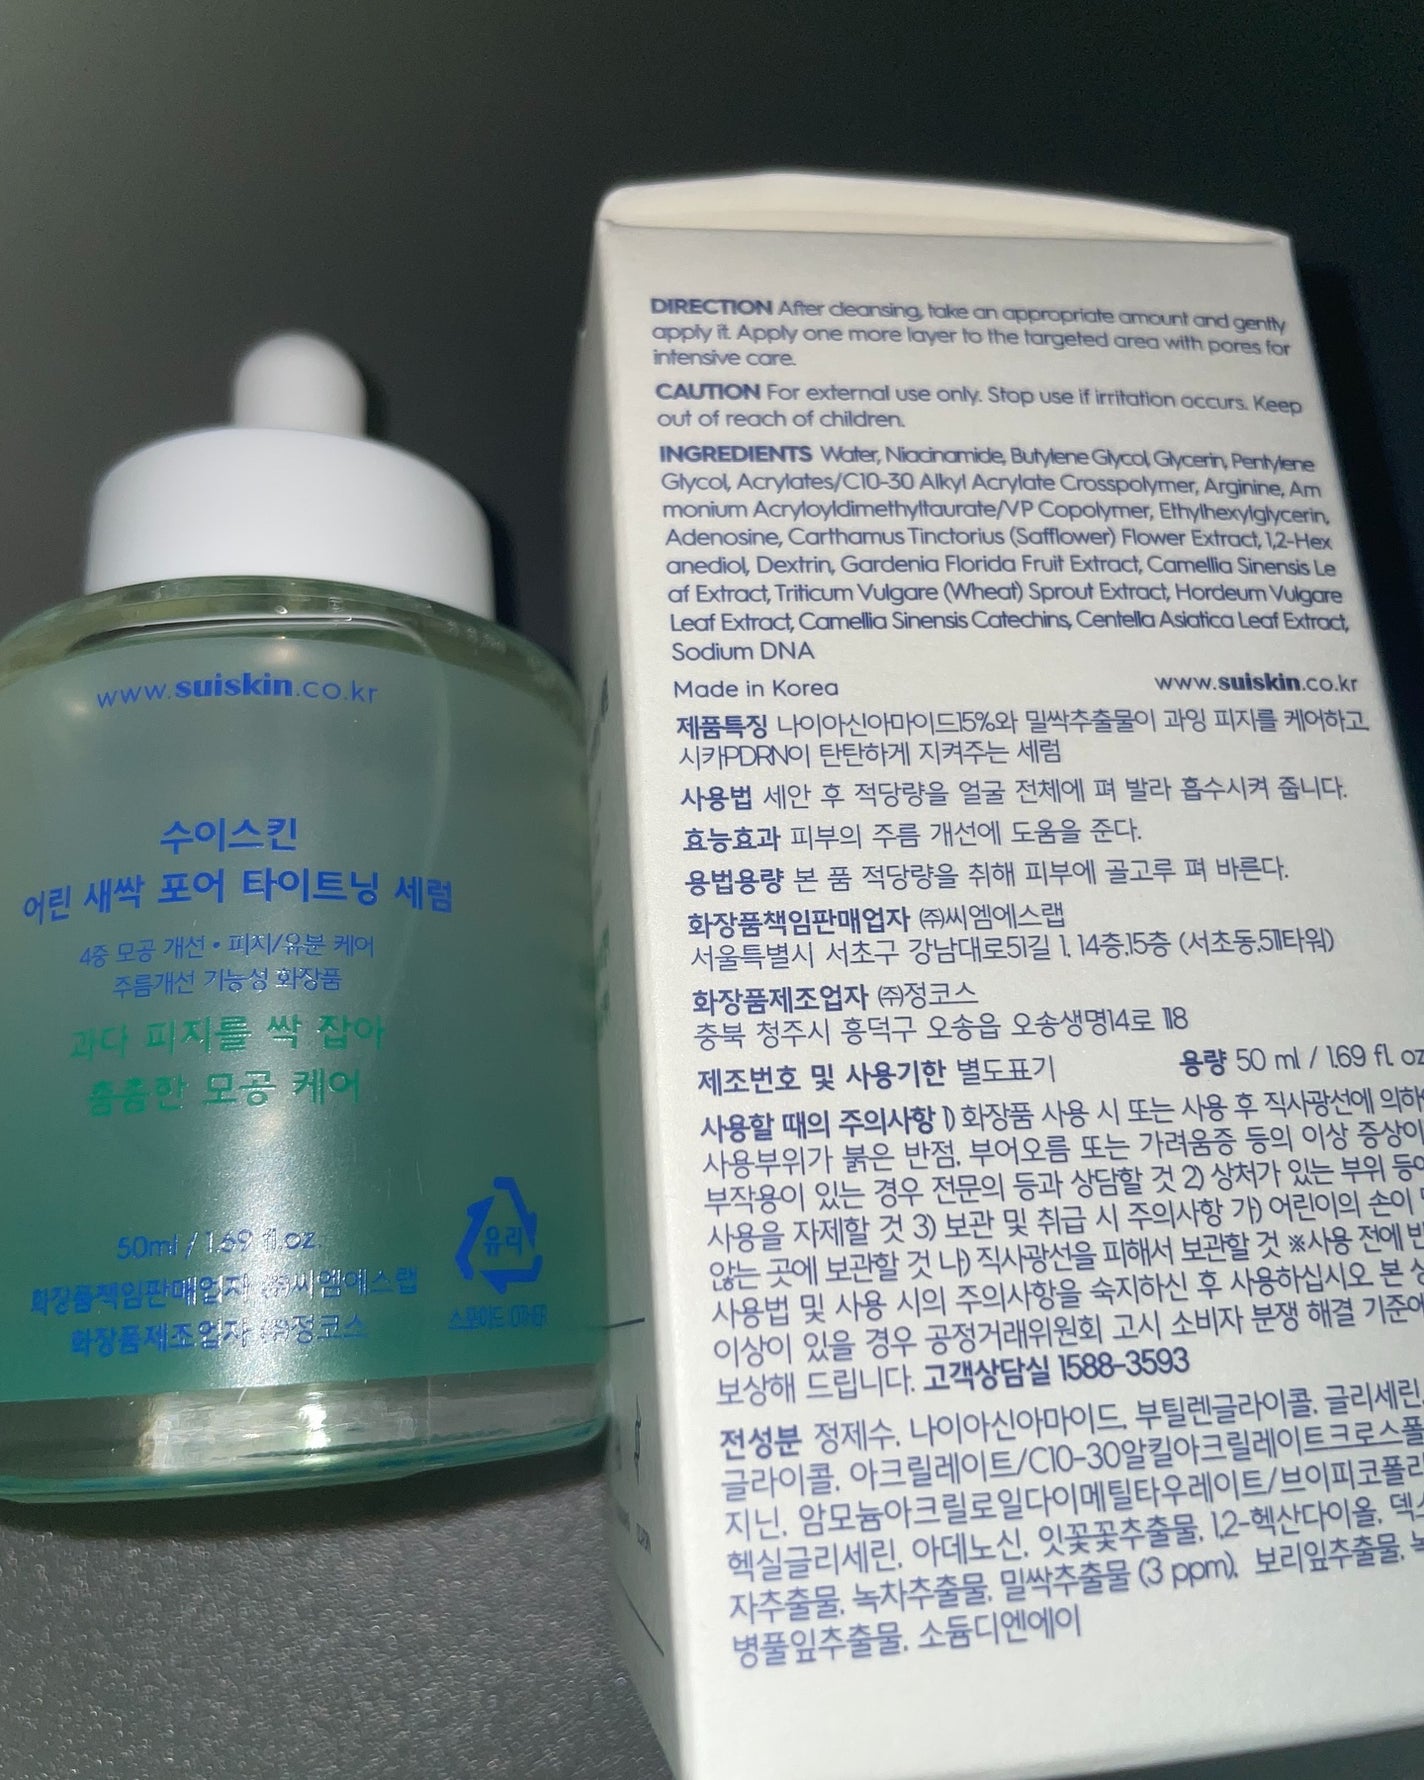 www.suiskin.co.kr
수이스킨
어린 새싹 포어 타이트닝 세럼
4중 모공 개선 • 피지/유분 케어
주름개선 기능성 화장품
과다 피지를 싹 잡아
촘촘한 모공 케어
50ml / 1.69 fl.oz.
화장품책임판매업자 ㈜씨엠에스랩
화장품제조업자 ㈜정코스
유리
스포이드 OTHER
DIRECTION After cleansing, take an appropriate amount and gently
apply it. Apply one more layer to the targeted area with pores for
intensive care.
CAUTION For external use only. Stop use if irritation occurs. Keep
out of reach of children.
INGREDIENTS Water, Niacinamide, Butylene Glycol, Glycerin, Pentylene
Glycol, Acrylates/C10-30 Alkyl Acrylate Crosspolymer, Arginine, Am
monium Acryloyldimethyltaurate/VP Copolymer, Ethylhexylglycerin,
Adenosine, Carthamus Tinctorius (Safflower) Flower Extract, 1,2-Hex
anediol, Dextrin, Gardenia Florida Fruit Extract, Camellia Sinensis Le
af Extract, Triticum Vulgare (Wheat) Sprout Extract, Hordeum Vulgare
Leaf Extract, Camellia Sinensis Catechins, Centella Asiatica Leaf Extract,
Sodium DNA
Made in Korea www.suiskin.co.kr
제품특징 나이아신아마이드15%와 밀싹추출물이 과잉 피지를 케어하고
시카PDRN이 탄탄하게 지켜주는 세럼
사용법 세안 후 적당량을 얼굴 전체에 펴 발라 흡수시켜 줍니다.
효능효과 피부의 주름 개선에 도움을 준다.
용법용량 본 품 적당량을 취해 피부에 골고루 펴 바른다.
화장품책임판매업자 ㈜씨엠에스랩
서울특별시 서초구 강남대로51길 1, 14층,15층 (서초동,511타워)
화장품제조업자 ㈜정코스
충북 청주시 흥덕구 오송읍 오송생명14로 118
제조번호 및 사용기한 별도표기 용량 50 ml / 1.69 fl. oz
사용할 때의 주의사항 1) 화장품 사용 시 또는 사용 후 직사광선에 의하
사용부위가 붉은 반점, 부어오름 또는 가려움증 등의 이상 증상이
부작용이 있는 경우 전문의 등과 상담할 것 2) 상처가 있는 부위 등에
사용을 자제할 것 3) 보관 및 취급 시 주의사항 가) 어린이의 손이
않는 곳에 보관할 것 나) 직사광선을 피해서 보관할 것 ※사용 전에 반
사용법 및 사용 시의 주의사항을 숙지하신 후 사용하십시오 본
이상이 있을 경우 공정거래위원회 고시 소비자 분쟁 해결 기준에
보상해 드립니다. 고객상담실 1588-3593
전성분 정제수, 나이아신아마이드, 부틸렌글라이콜, 글리세린,
글라이콜, 아크릴레이트/C10-30알킬아크릴레이트크로스폴
지닌, 암모늄아크릴로일다이메틸타우레이트/브이피코폴리
헥실글리세린, 아데노신, 잇꽃꽃추출물, 1,2-헥산다이올, 덱스
자추출물, 녹차추출물, 밀싹추출물 (3 ppm), 보리잎추출물,
병풀잎추출물, 소듐디엔에이